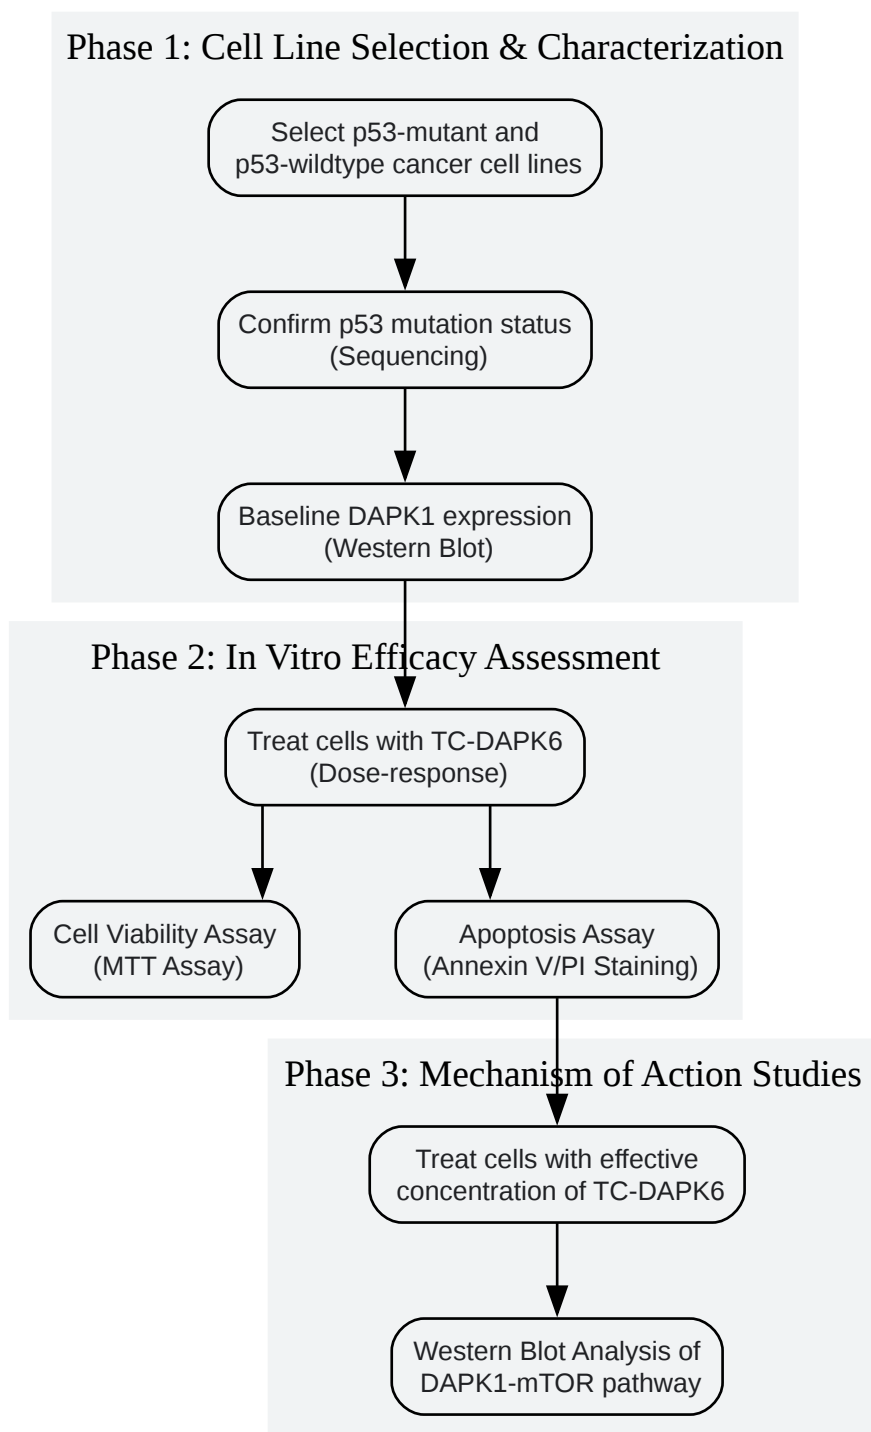 Phase 1: Cell Line Selection & Characterization
Select p53-mutant and
p53-wildtype cancer cell lines
Confirm p53 mutation status
(Sequencing)
Baseline DAPK1 expression
(Western Blot)
Phase 2: In Vitro Efficacy Assessment
Treat cells with TC-DAPK6
(Dose-response)
Cell Viability Assay
(MTT Assay)
Apoptosis Assay
(Annexin V/PI Staining)
Phase 3: Mechanism of Action Studies
Treat cells with effective
concentration of TC-DAPK6
Western Blot Analysis of
DAPK1-mTOR pathway